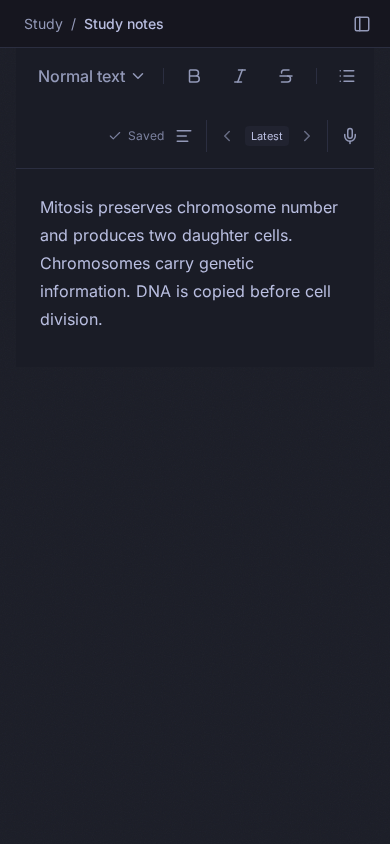 Study / Study notes
Normal text
Saved
Latest
Mitosis preserves chromosome number
and produces two daughter cells.
Chromosomes carry genetic
information. DNA is copied before cell
division.